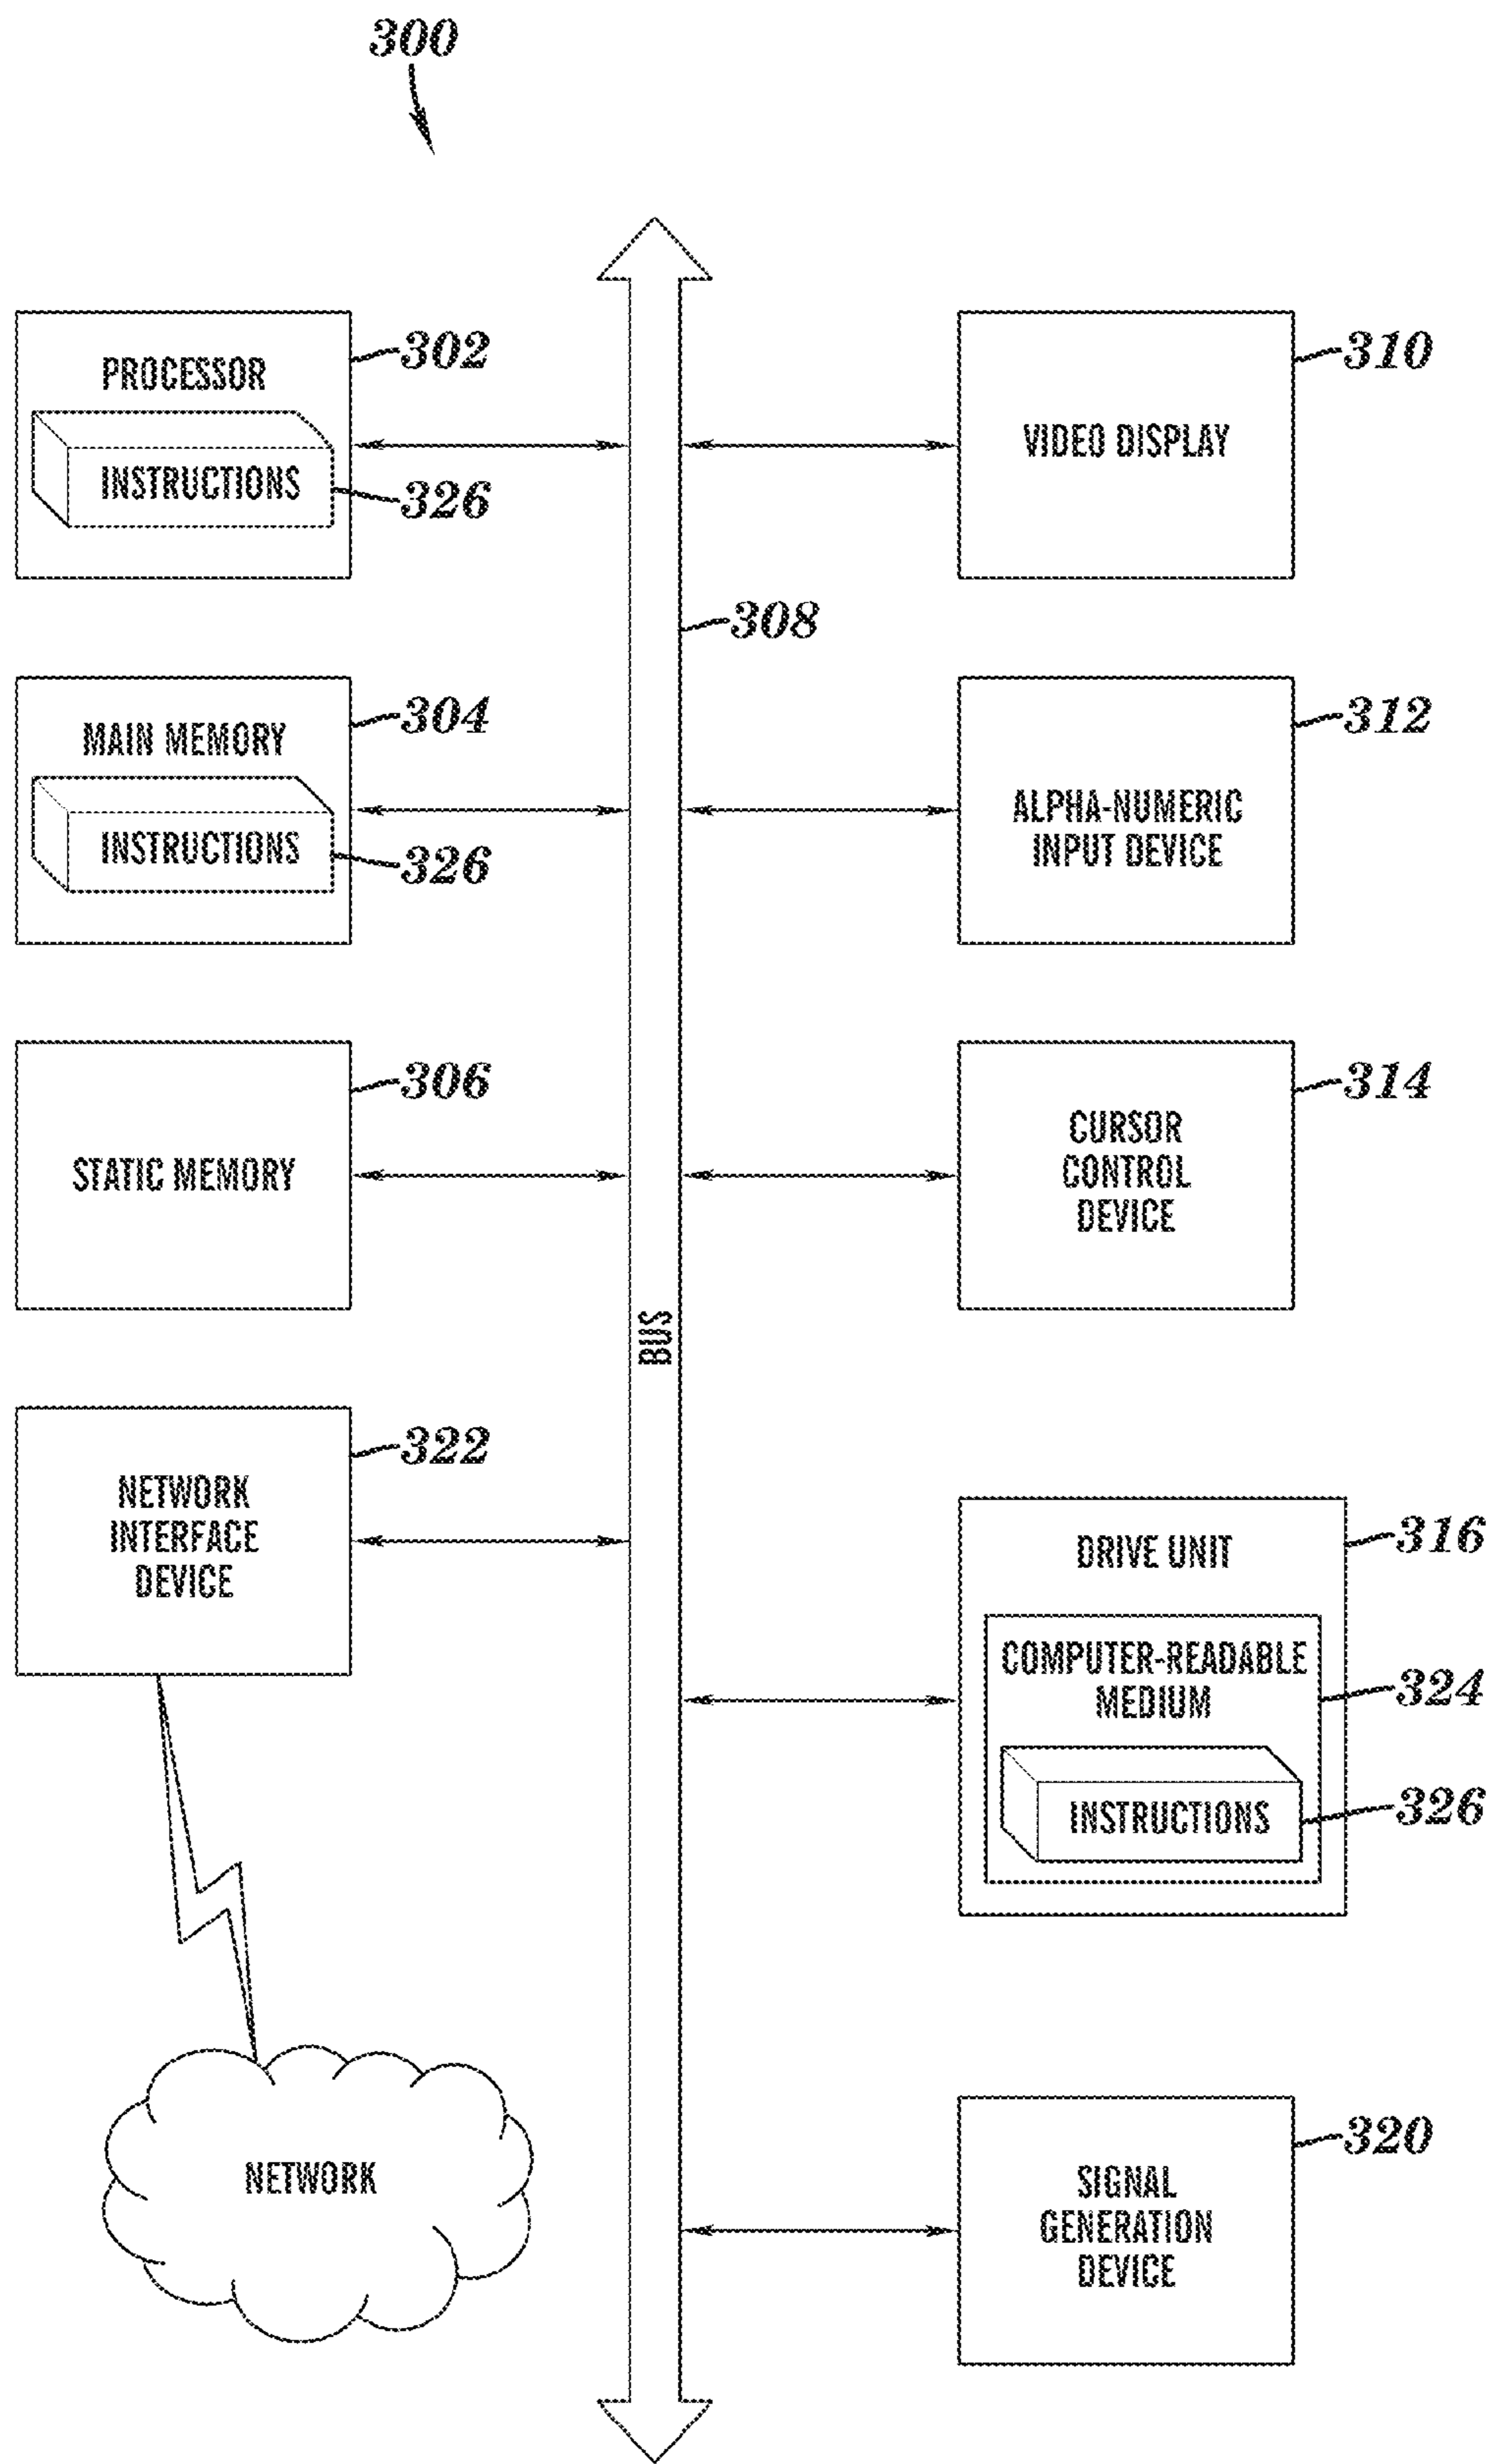 300
PROCESSOR
302
INSTRUCTIONS
326
MAIN MEMORY
304
INSTRUCTIONS
326
STATIC MEMORY
306
NETWORK
INTERFACE
DEVICE
322
NETWORK
BUS
308
VIDEO DISPLAY
310
ALPHA-NUMERIC
INPUT DEVICE
312
CURSOR
CONTROL
DEVICE
314
DRIVE UNIT
316
COMPUTER-READABLE
MEDIUM
324
INSTRUCTIONS
326
SIGNAL
GENERATION
DEVICE
320